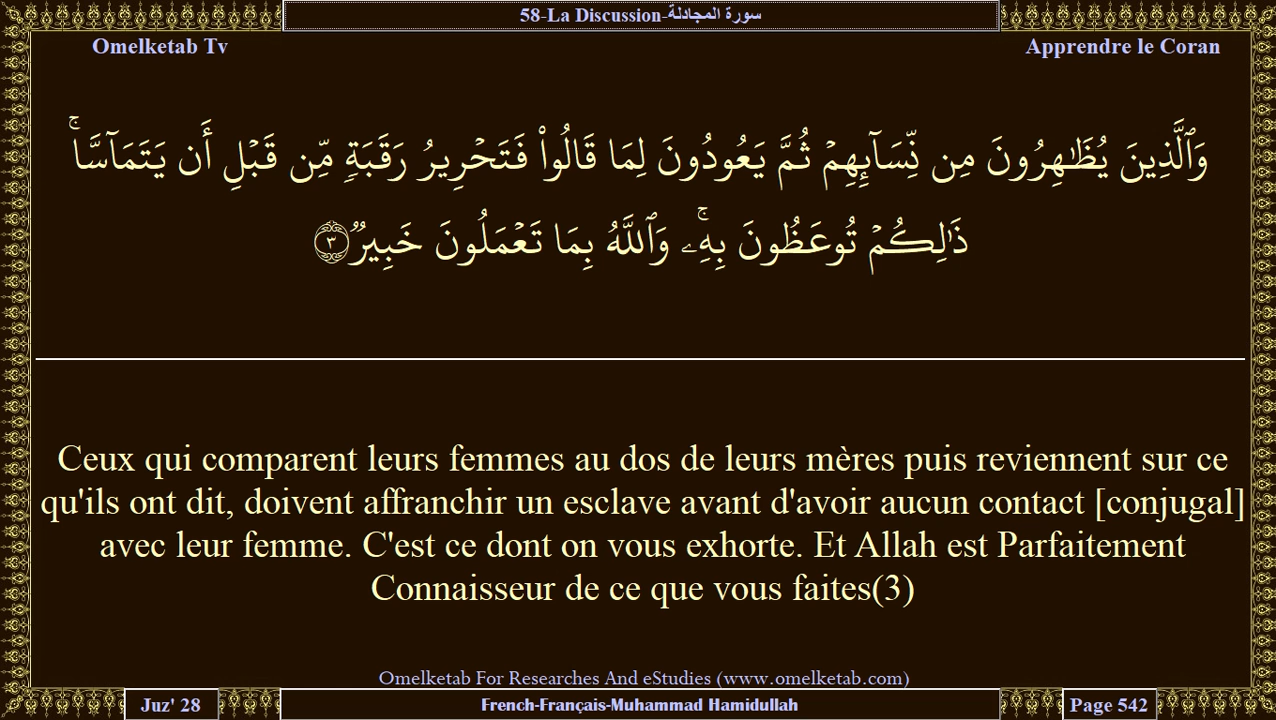 58-La Discussion-سورة المجادلة
Omelketab Tv
Apprendre le Coran
وَٱلَّذِينَ يُظَٰهِرُونَ مِن نِّسَآئِهِمۡ ثُمَّ يَعُودُونَ لِمَا قَالُواْ فَتَحۡرِيرُ رَقَبَةٖ مِّن قَبۡلِ أَن يَتَمَآسَّاۚ
ذَٰلِكُمۡ تُوعَظُونَ بِهِۦۚ وَٱللَّهُ بِمَا تَعۡمَلُونَ خَبِيرٞ ٣
Ceux qui comparent leurs femmes au dos de leurs mères puis reviennent sur ce
qu'ils ont dit, doivent affranchir un esclave avant d'avoir aucun contact [conjugal]
avec leur femme. C'est ce dont on vous exhorte. Et Allah est Parfaitement
Connaisseur de ce que vous faites(3)
Omelketab For Researches And eStudies (www.omelketab.com)
Juz' 28
French-Français-Muhammad Hamidullah
Page 542